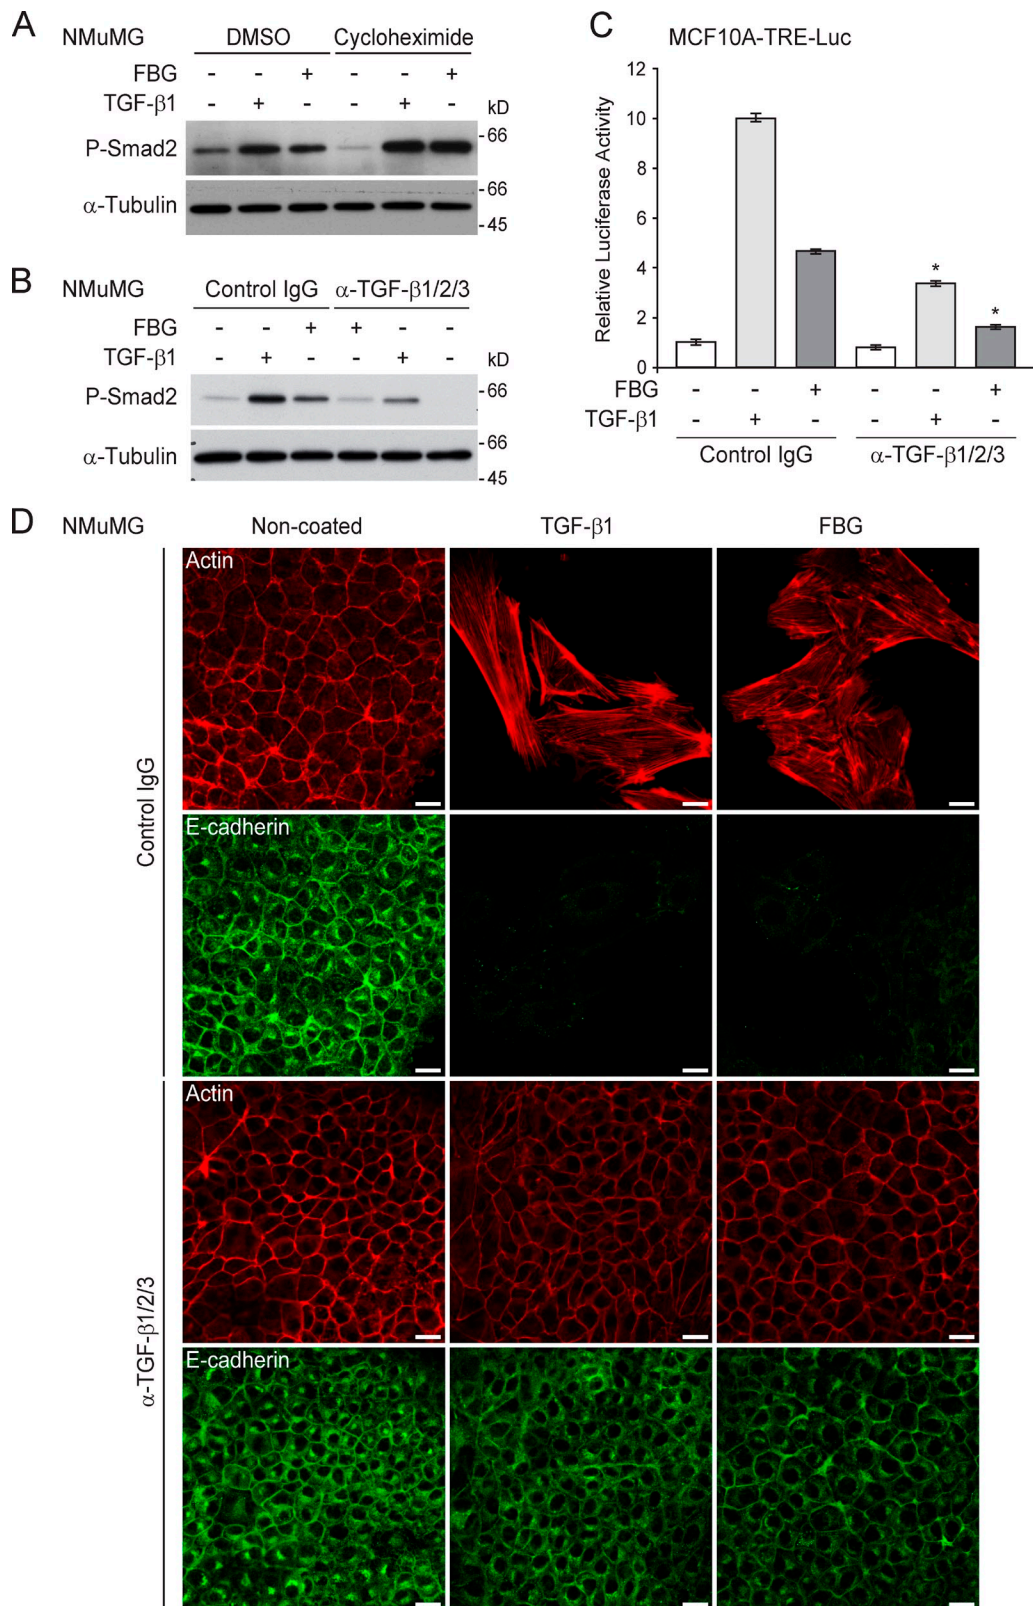 A
NMuMG
DMSO Cycloheximide
FBG - - + - - +
TGF-β1 - + - - + -
kD
P-Smad2
-66
α-Tubulin
-66
-45
B
NMuMG
Control IgG α-TGF-β1/2/3
FBG - - + + - -
TGF-β1 - + - - + -
kD
P-Smad2
-66
α-Tubulin
-66
-45
C
MCF10A-TRE-Luc
Relative Luciferase Activity
12
10
8
6
4
2
0
*
*
FBG - - + - - +
TGF-β1 - + - - + -
Control IgG α-TGF-β1/2/3
D
NMuMG
Non-coated TGF-β1 FBG
Control IgG
Actin
E-cadherin
α-TGF-β1/2/3
Actin
E-cadherin